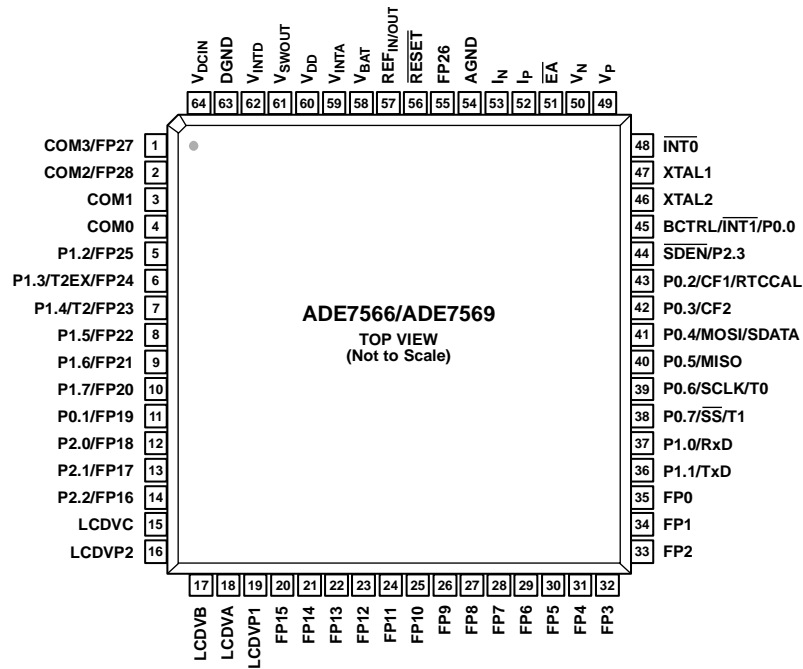 VDCIN
DGND
VINTD
VSWOUT
VDD
VINTA
VBAT
REFIN/OUT
RESET
FP26
AGND
IN
IP
EA
VN
VP
64 63 62 61 60 59 58 57 56 55 54 53 52 51 50 49
COM3/FP27 1
COM2/FP28 2
COM1 3
COM0 4
P1.2/FP25 5
P1.3/T2EX/FP24 6
P1.4/T2/FP23 7
P1.5/FP22 8
P1.6/FP21 9
P1.7/FP20 10
P0.1/FP19 11
P2.0/FP18 12
P2.1/FP17 13
P2.2/FP16 14
LCDVC 15
LCDVP2 16
ADE7566/ADE7569
TOP VIEW
(Not to Scale)
48 INT0
47 XTAL1
46 XTAL2
45 BCTRL/INT1/P0.0
44 SDEN/P2.3
43 P0.2/CF1/RTCCAL
42 P0.3/CF2
41 P0.4/MOSI/SDATA
40 P0.5/MISO
39 P0.6/SCLK/T0
38 P0.7/SS/T1
37 P1.0/RxD
36 P1.1/TxD
35 FP0
34 FP1
33 FP2
17 18 19 20 21 22 23 24 25 26 27 28 29 30 31 32
LCDVB
LCDVA
LCDVP1
FP15
FP14
FP13
FP12
FP11
FP10
FP9
FP8
FP7
FP6
FP5
FP4
FP3